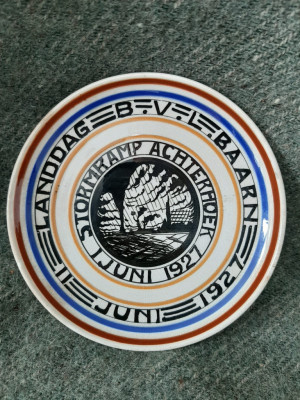 LANDDAG B.V.L. BAARN
11 JUNI 1927
STORMRAMP ACHTERHOEK
1 JUNI 1927